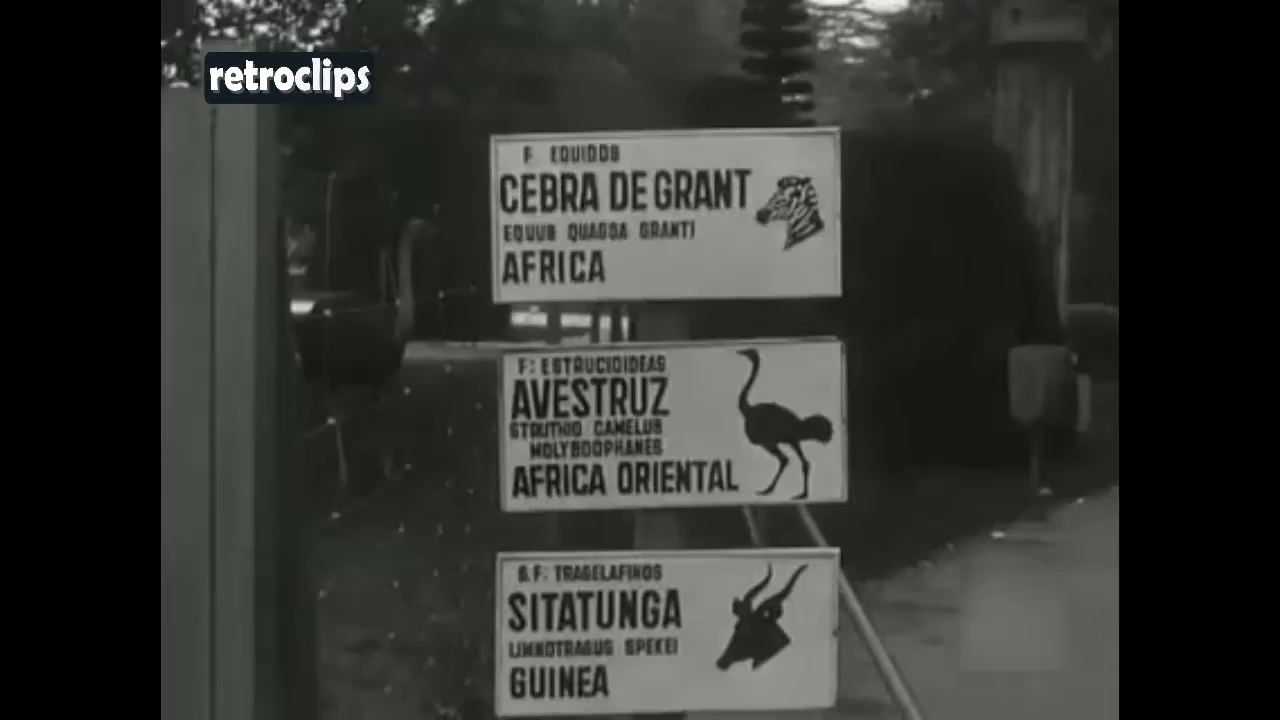 retroclips
F EQUIDOS
CEBRA DE GRANT
EQUUS QUAGGA GRANTI
AFRICA
F: ESTRUCIOIDEAS
AVESTRUZ
STRUTHIO CAMELUS
MOLYBDOPHANES
AFRICA ORIENTAL
S.F: TRAGELAFINOS
SITATUNGA
LIMNOTRAGUS SPEKEI
GUINEA